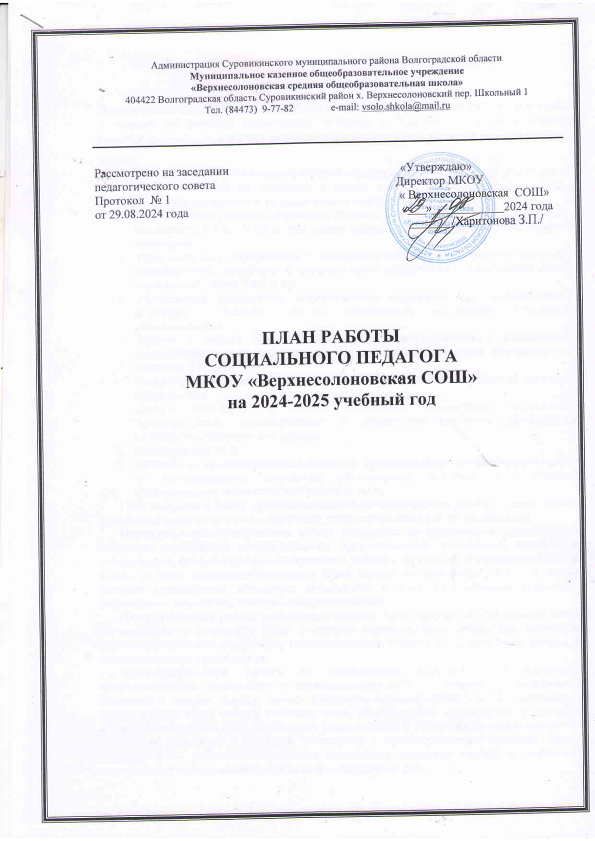 Администрация Суровикинского муниципального района Волгоградской области
Муниципальное казенное общеобразовательное учреждение
«Верхнесолоновская средняя общеобразовательная школа»
404422 Волгоградская область Суровикинский район х. Верхнесолоновский пер. Школьный 1
Тел. (84473) 9-77-82 e-mail: vsolo.shkola@mail.ru
Рассмотрено на заседании
педагогического совета
Протокол № 1
от 29.08.2024 года
«Утверждаю»
Директор МКОУ
« Верхнесолоновская СОШ»
« » 2024 года
/Харитонова З.П./
ПЛАН РАБОТЫ
СОЦИАЛЬНОГО ПЕДАГОГА
МКОУ «Верхнесолоновская СОШ»
на 2024-2025 учебный год